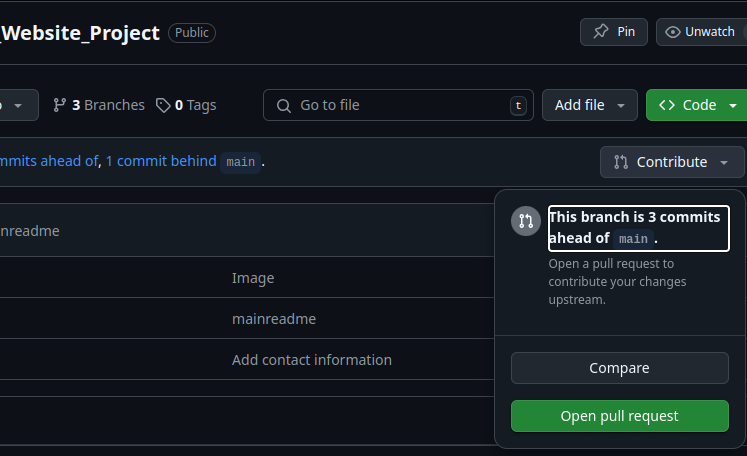 _Website_Project Public Pin Unwatch
3 Branches 0 Tags Go to file t Add file Code
ahead of, 1 commit behind main.
Contribute
This branch is 3 commits
ahead of main.
Open a pull request to
contribute your changes
upstream.
Image
mainreadme
Add contact information
Compare
Open pull request